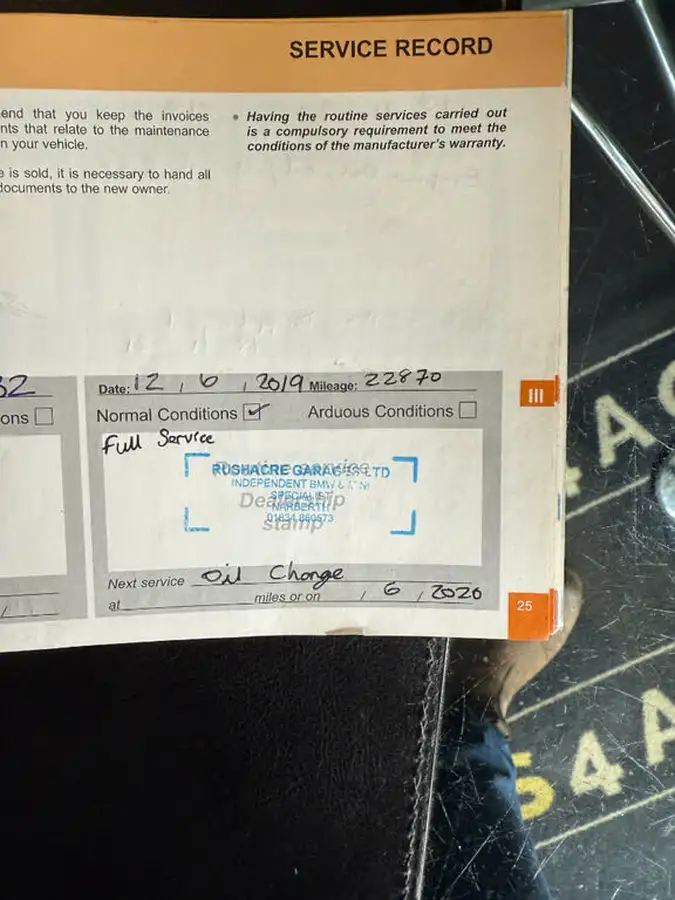 SERVICE RECORD
end that you keep the invoices
nts that relate to the maintenance
n your vehicle.
e is sold, it is necessary to hand all
documents to the new owner.
• Having the routine services carried out
is a compulsory requirement to meet the
conditions of the manufacturer's warranty.
32
ons
Date: 12, 6, 2019 Mileage: 22870
Normal Conditions ✓ Arduous Conditions
Full Service
RUSHACRE GARAGES LTD
INDEPENDENT BMW &
SPECIALIST
NARBERTH
Dealership
stamp
Next service Oil Change
at miles or on / 6, 2020
III
25
4A
54A